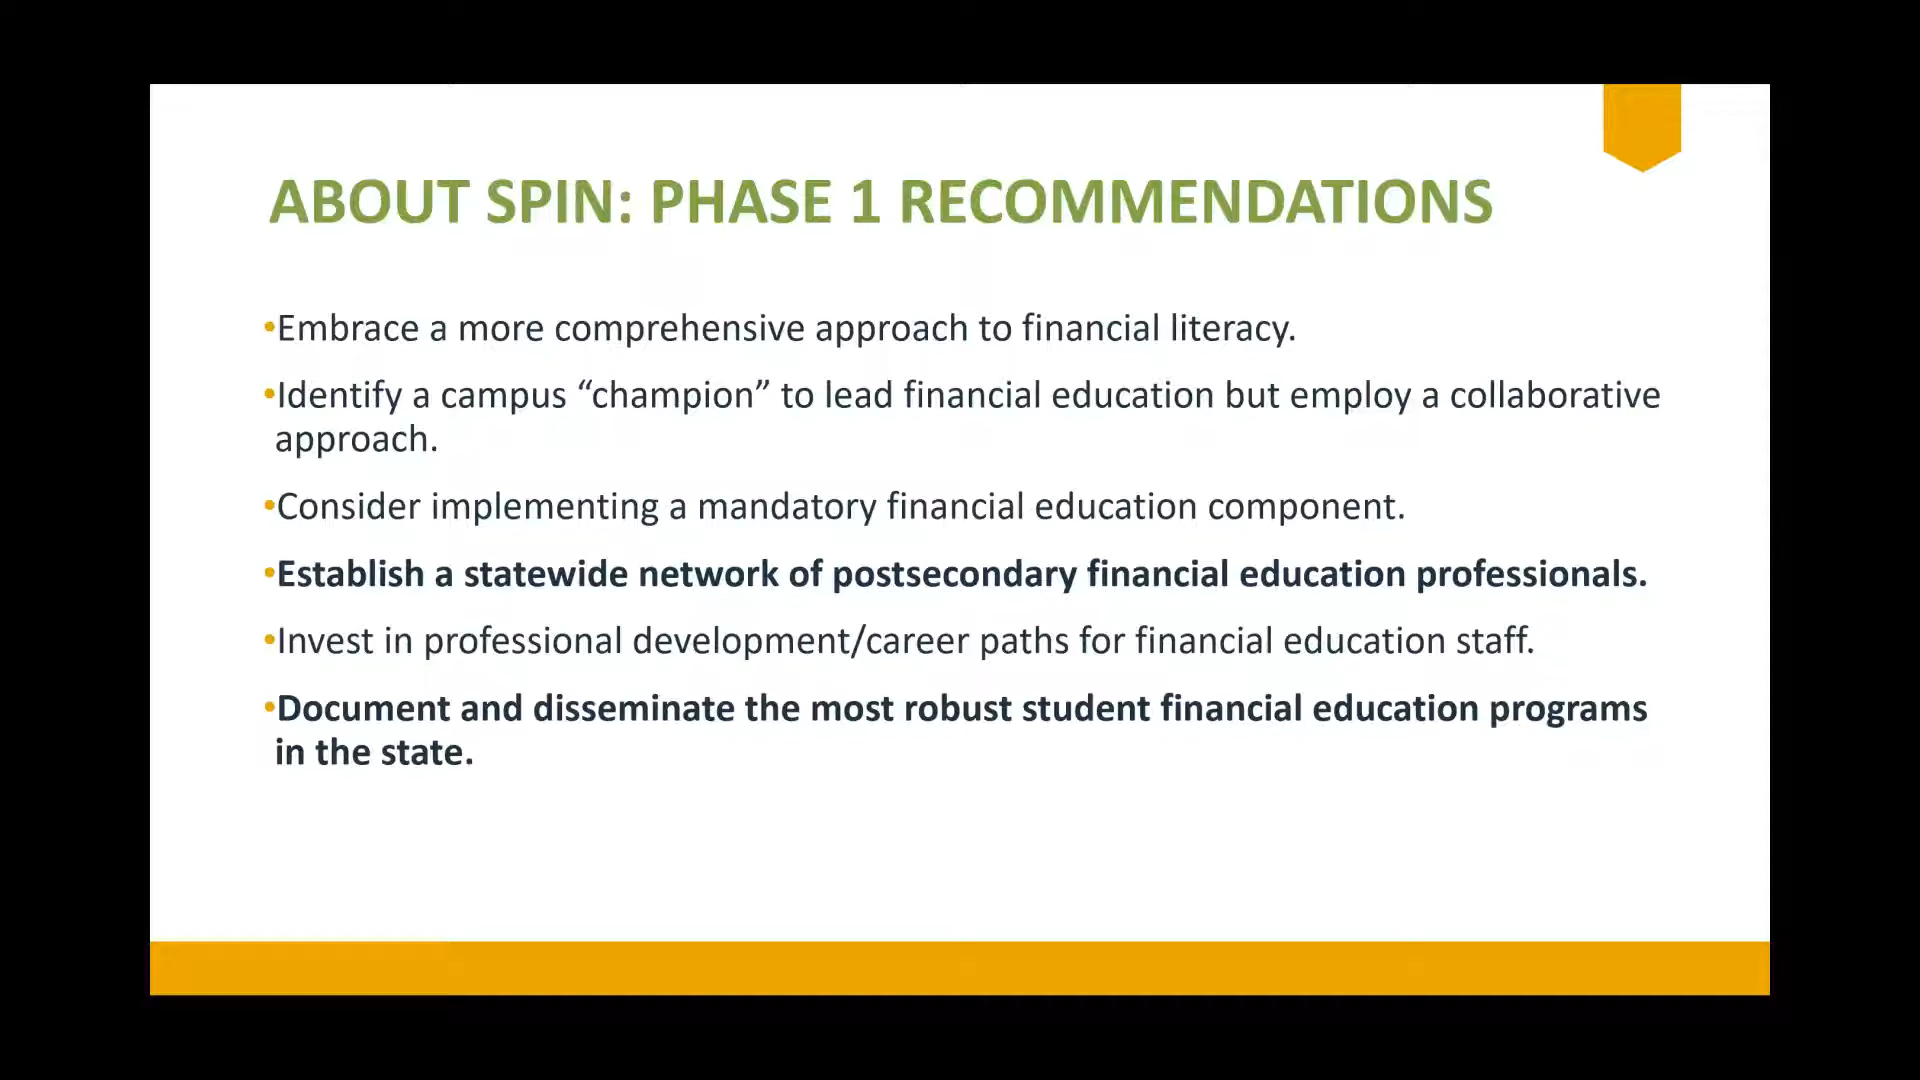 ABOUT SPIN: PHASE 1 RECOMMENDATIONS
•Embrace a more comprehensive approach to financial literacy.
•Identify a campus “champion” to lead financial education but employ a collaborative
approach.
•Consider implementing a mandatory financial education component.
•Establish a statewide network of postsecondary financial education professionals.
•Invest in professional development/career paths for financial education staff.
•Document and disseminate the most robust student financial education programs
in the state.